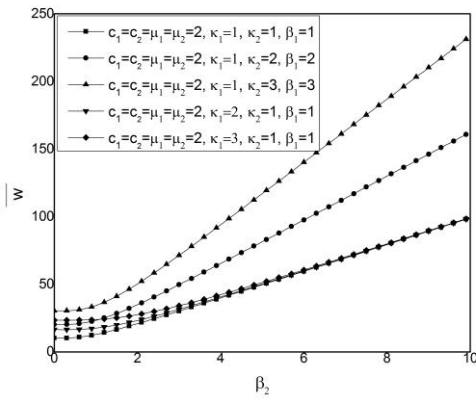 250
200
150
100
50
0
w
c₁=c₂=μ₁=μ₂=2, κ₁=1, κ₂=1, β₁=1
c₁=c₂=μ₁=μ₂=2, κ₁=1, κ₂=2, β₁=2
c₁=c₂=μ₁=μ₂=2, κ₁=1, κ₂=3, β₁=3
c₁=c₂=μ₁=μ₂=2, κ₁=2, κ₂=1, β₁=1
c₁=c₂=μ₁=μ₂=2, κ₁=3, κ₂=1, β₁=1
0 2 4 6 8 10
β₂